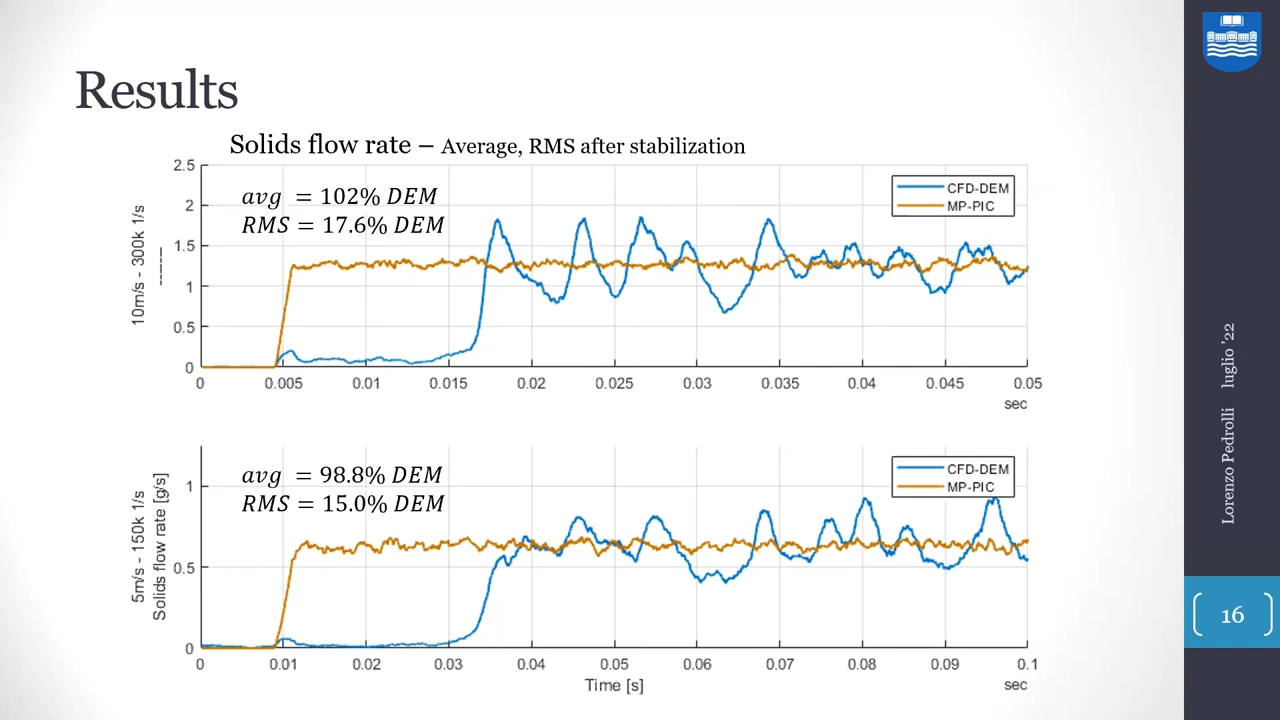 Results
Solids flow rate – Average, RMS after stabilization
2.5
2
1.5
1
0.5
0
10m/s - 300k 1/s
-------
avg = 102% DEM
RMS = 17.6% DEM
CFD-DEM
MP-PIC
0 0.005 0.01 0.015 0.02 0.025 0.03 0.035 0.04 0.045 0.05
sec
1
0.5
0
5m/s - 150k 1/s
Solids flow rate [g/s]
avg = 98.8% DEM
RMS = 15.0% DEM
CFD-DEM
MP-PIC
0 0.01 0.02 0.03 0.04 0.05 0.06 0.07 0.08 0.09 0.1
Time [s]
sec
Lorenzo Pedrolli luglio ’22
16